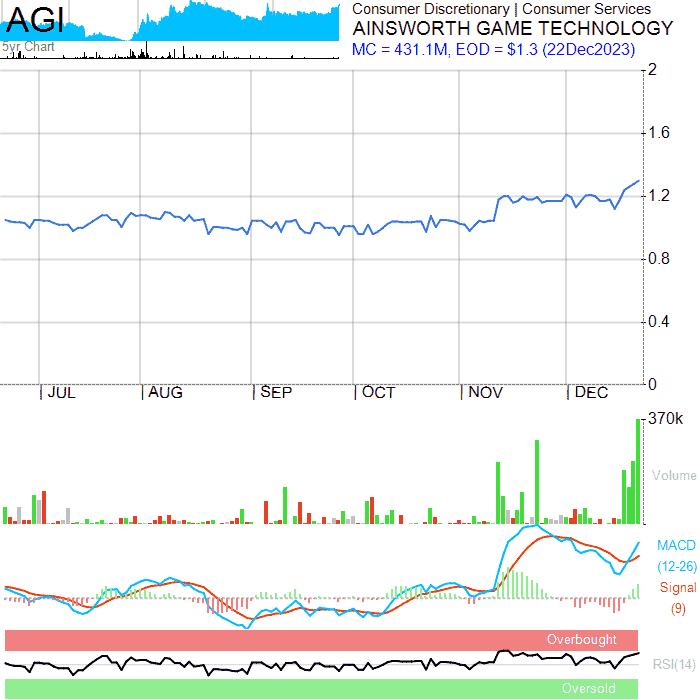 AGI
5yr Chart
Consumer Discretionary | Consumer Services
AINSWORTH GAME TECHNOLOGY
MC = 431.1M, EOD = $1.3 (22Dec2023)
2
1.6
1.2
0.8
0.4
0
| JUL | AUG | SEP | OCT | NOV | DEC
370k
Volume
MACD
(12-26)
Signal
(9)
Overbought
RSI(14)
Oversold